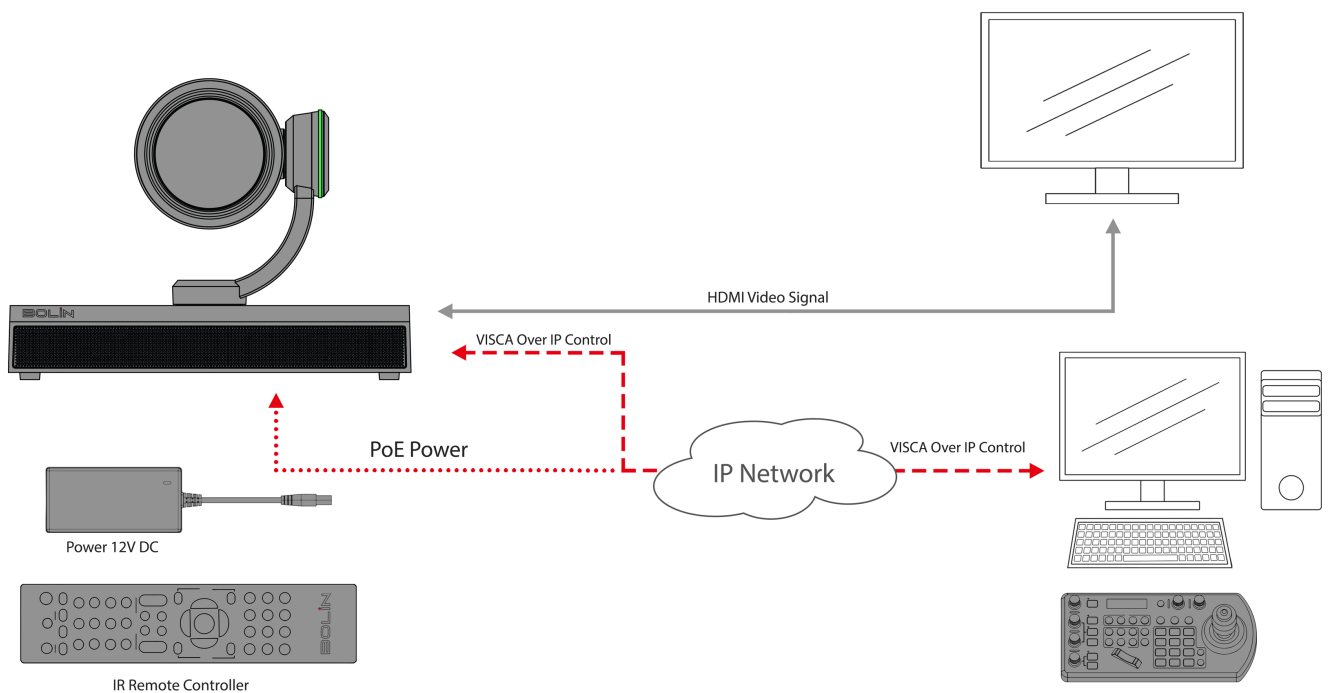 BOLIN
HDMI Video Signal
VISCA Over IP Control
PoE Power
IP Network
VISCA Over IP Control
Power 12V DC
BOLIN
IR Remote Controller